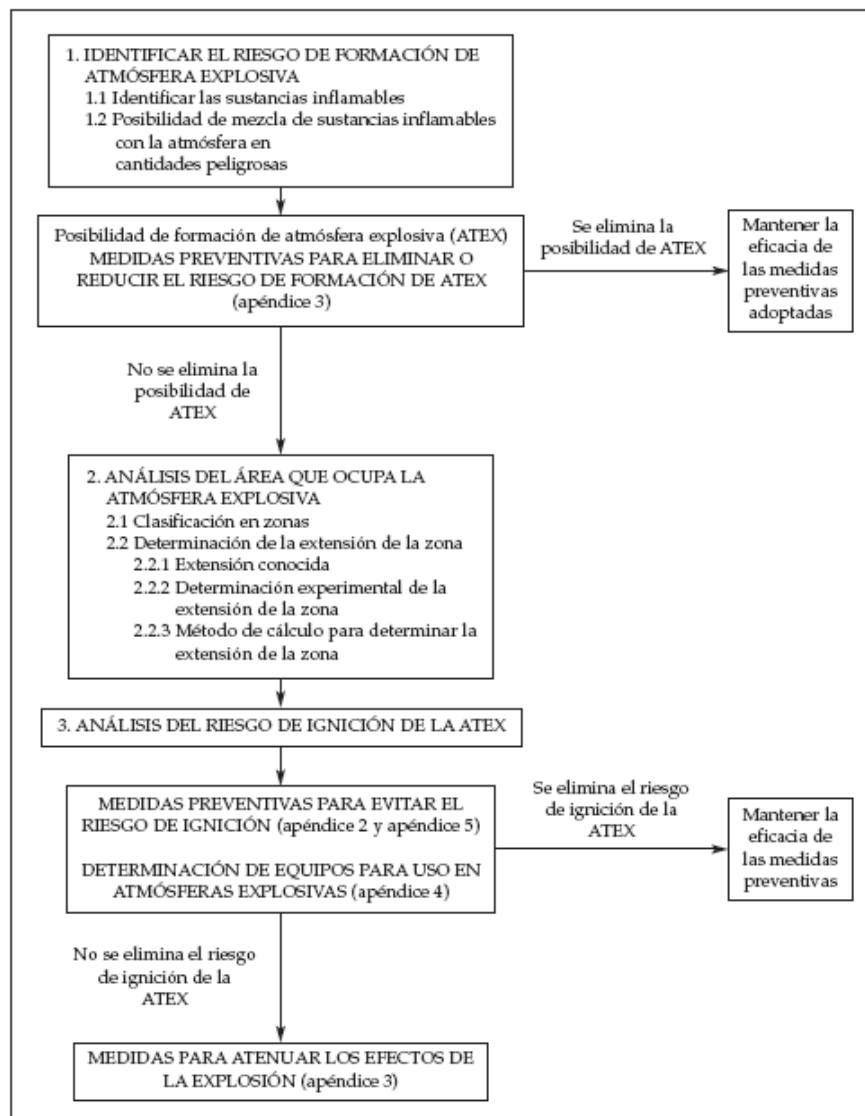 1. IDENTIFICAR EL RIESGO DE FORMACIÓN DE
ATMÓSFERA EXPLOSIVA
1.1 Identificar las sustancias inflamables
1.2 Posibilidad de mezcla de sustancias inflamables
con la atmósfera en
cantidades peligrosas
Posibilidad de formación de atmósfera explosiva (ATEX)
MEDIDAS PREVENTIVAS PARA ELIMINAR O
REDUCIR EL RIESGO DE FORMACIÓN DE ATEX
(apéndice 3)
Se elimina la
posibilidad de ATEX
Mantener la
eficacia de
las medidas
preventivas
adoptadas
No se elimina la
posibilidad de
ATEX
2. ANÁLISIS DEL ÁREA QUE OCUPA LA
ATMÓSFERA EXPLOSIVA
2.1 Clasificación en zonas
2.2 Determinación de la extensión de la zona
2.2.1 Extensión conocida
2.2.2 Determinación experimental de la
extensión de la zona
2.2.3 Método de cálculo para determinar la
extensión de la zona
3. ANÁLISIS DEL RIESGO DE IGNICIÓN DE LA ATEX
MEDIDAS PREVENTIVAS PARA EVITAR EL
RIESGO DE IGNICIÓN (apéndice 2 y apéndice 5)
DETERMINACIÓN DE EQUIPOS PARA USO EN
ATMÓSFERAS EXPLOSIVAS (apéndice 4)
Se elimina el riesgo
de ignición de la
ATEX
Mantener la
eficacia de
las medidas
preventivas
No se elimina el riesgo
de ignición de la
ATEX
MEDIDAS PARA ATENUAR LOS EFECTOS DE
LA EXPLOSIÓN (apéndice 3)